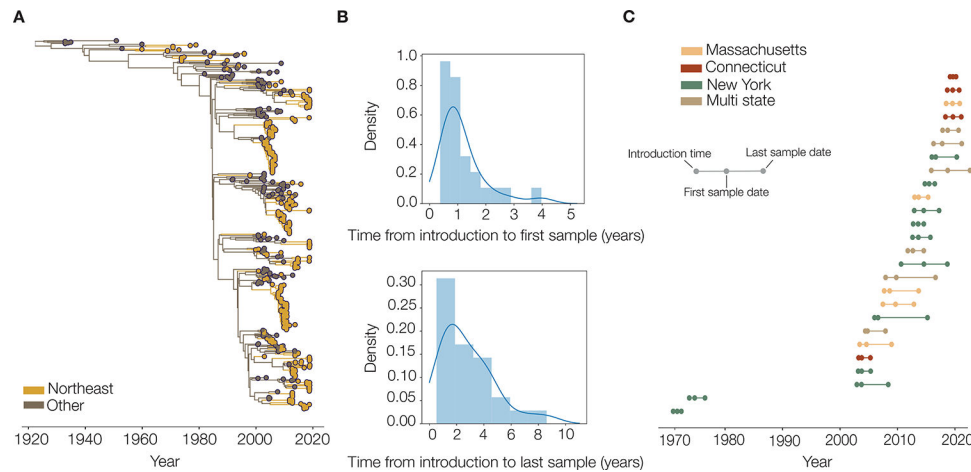 A
Northeast
Other
1920 1940 1960 1980 2000 2020
Year
B
1.0
0.8
0.6
0.4
0.2
0.0
Density
0 1 2 3 4 5
Time from introduction to first sample (years)
0.30
0.25
0.20
0.15
0.10
0.05
0.00
Density
0 2 4 6 8 10
Time from introduction to last sample (years)
C
Massachusetts
Connecticut
New York
Multi state
Introduction time
Last sample date
First sample date
1970 1980 1990 2000 2010 2020
Year